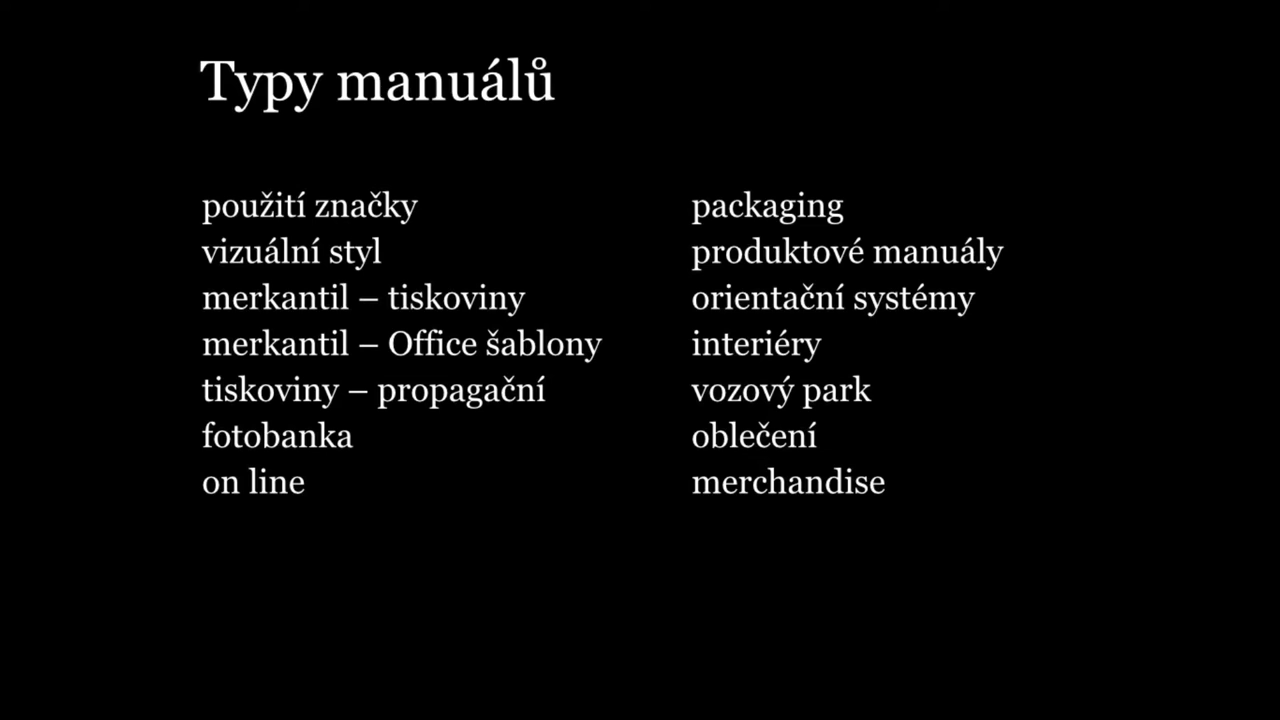 Typy manuálů
použití značky
vizuální styl
merkantil – tiskoviny
merkantil – Office šablony
tiskoviny – propagační
fotobanka
on line
packaging
produktové manuály
orientační systémy
interiéry
vozový park
oblečení
merchandise